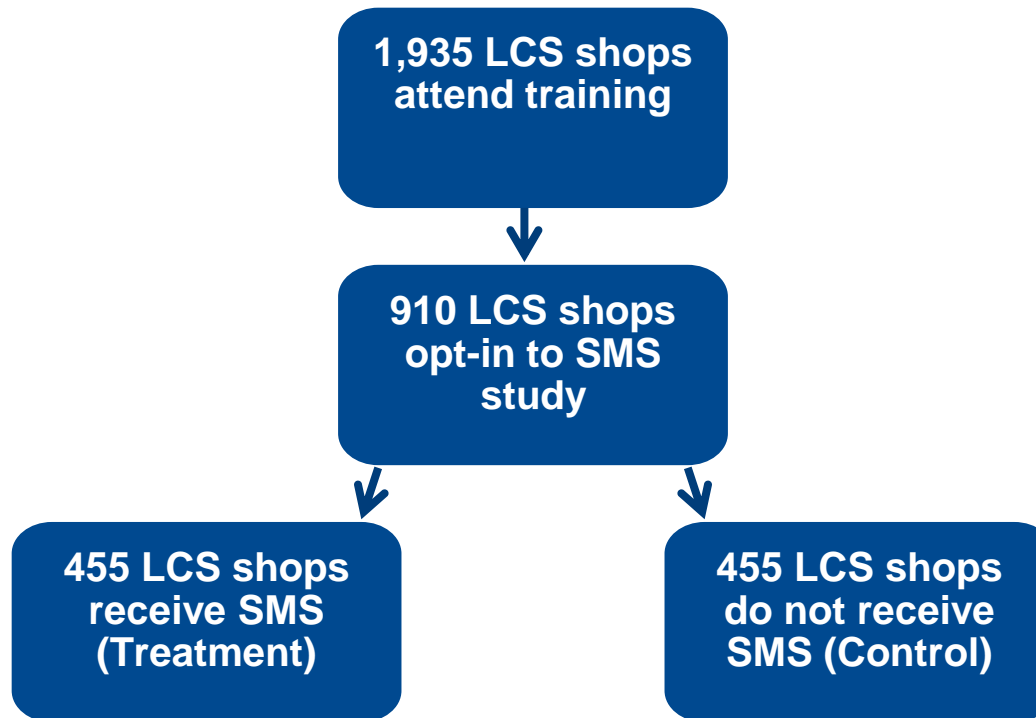 1,935 LCS shops
attend training
910 LCS shops
opt-in to SMS
study
455 LCS shops
receive SMS
(Treatment)
455 LCS shops
do not receive
SMS (Control)